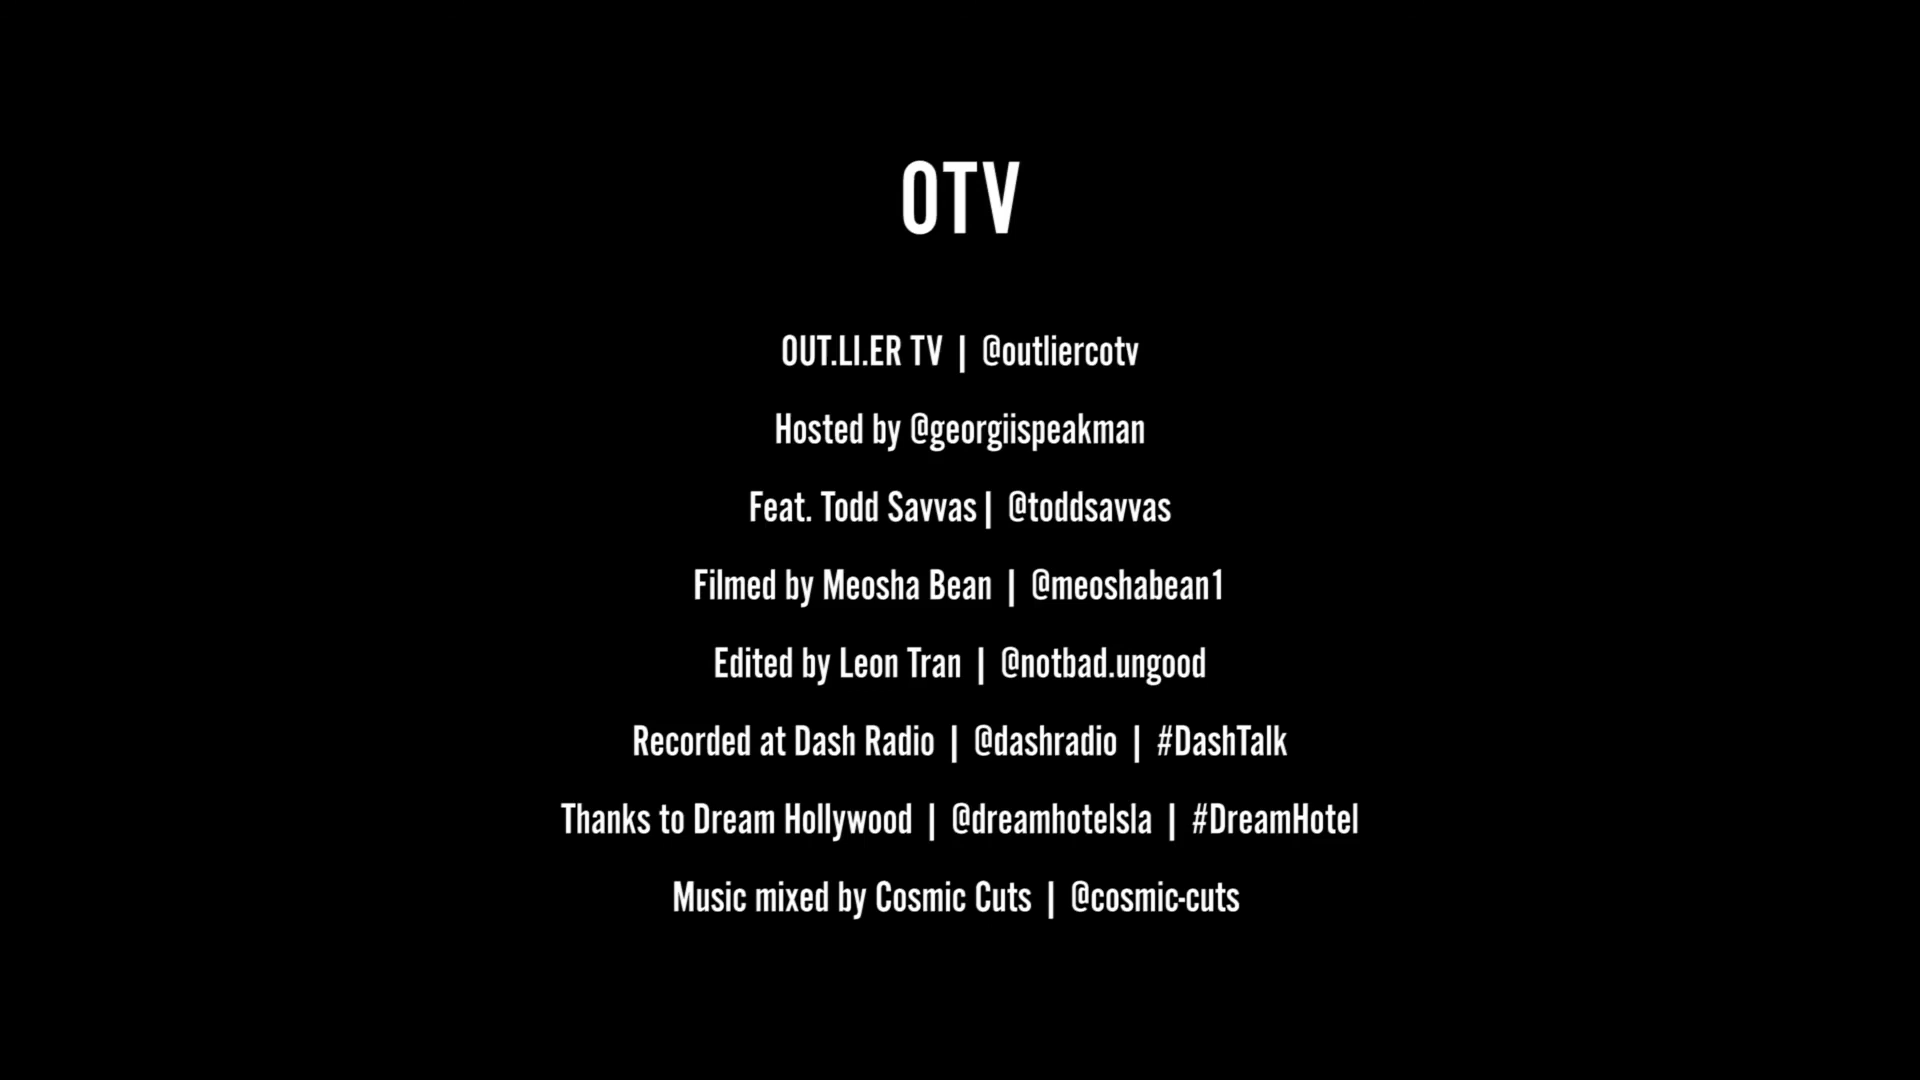 OTV
OUT.LI.ER TV | @outliercotv
Hosted by @georgiispeakman
Feat. Todd Savvas | @toddsavvas
Filmed by Meosha Bean | @meoshabean1
Edited by Leon Tran | @notbad.ungood
Recorded at Dash Radio | @dashradio | #DashTalk
Thanks to Dream Hollywood | @dreamhotelsla | #DreamHotel
Music mixed by Cosmic Cuts | @cosmic-cuts